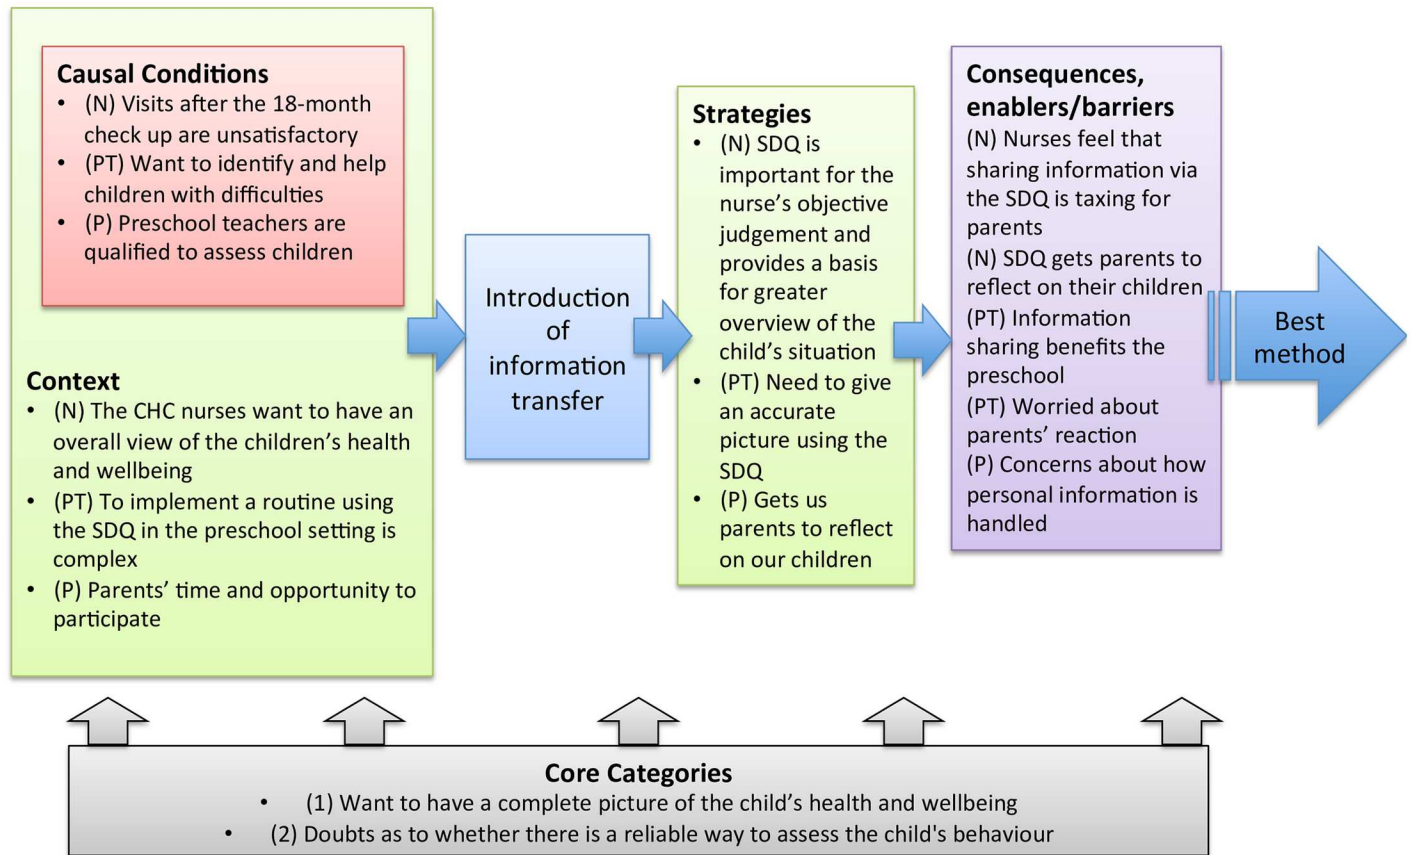 Causal Conditions
• (N) Visits after the 18-month
check up are unsatisfactory
• (PT) Want to identify and help
children with difficulties
• (P) Preschool teachers are
qualified to assess children
Context
• (N) The CHC nurses want to have an
overall view of the children's health
and wellbeing
• (PT) To implement a routine using
the SDQ in the preschool setting is
complex
• (P) Parents' time and opportunity to
participate
Introduction
of
information
transfer
Strategies
• (N) SDQ is
important for the
nurse's objective
judgement and
provides a basis
for greater
overview of the
child's situation
• (PT) Need to give
an accurate
picture using the
SDQ
• (P) Gets us
parents to reflect
on our children
Consequences,
enablers/barriers
(N) Nurses feel that
sharing information via
the SDQ is taxing for
parents
(N) SDQ gets parents to
reflect on their children
(PT) Information
sharing benefits the
preschool
(PT) Worried about
parents' reaction
(P) Concerns about how
personal information is
handled
Best
method
Core Categories
• (1) Want to have a complete picture of the child's health and wellbeing
• (2) Doubts as to whether there is a reliable way to assess the child's behaviour